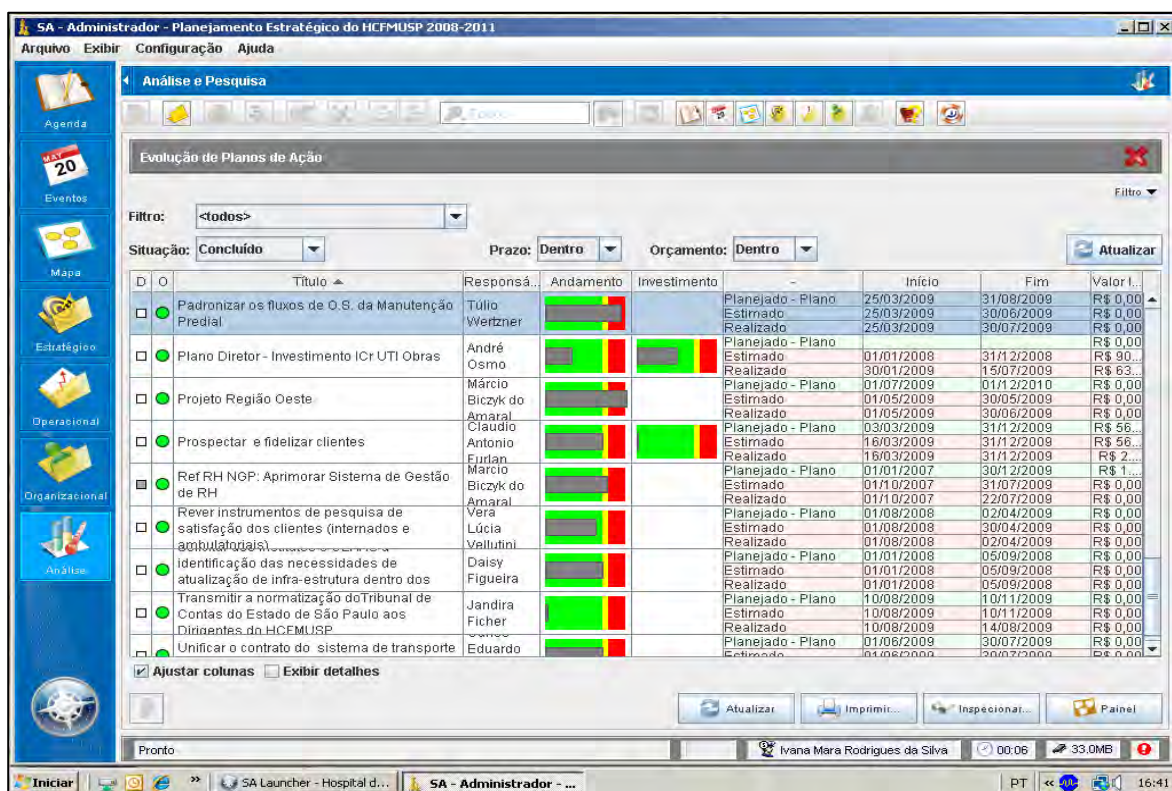 SA - Administrador - Planejamento Estratégico do HCFMUSP 2008-2011
Arquivo Exibir Configuração Ajuda
Análise e Pesquisa
Agenda
Evolução de Planos de Ação
MAY
20
Eventos
Filtro
Filtro: <todos>
Situação: Concluído Prazo: Dentro Orçamento: Dentro Atualizar
Mapa
D O Título Responsá... Andamento Investimento - Início Fim Valor I...
Padronizar os fluxos de O.S. da Manutenção
Predial
Túlio
Wertzner
Planejado - Plano 25/03/2009 31/08/2009 R$ 0,00
Estimado 25/03/2009 30/06/2009 R$ 0,00
Realizado 25/03/2009 30/07/2009 R$ 0,00
Estratégico
Plano Diretor - Investimento ICr UTI Obras
André
Osmo
Planejado - Plano R$ 0,00
Estimado 01/01/2008 31/12/2008 R$ 90...
Realizado 30/01/2009 15/07/2009 R$ 63...
Projeto Região Oeste
Márcio
Biczyk do
Amaral
Planejado - Plano 01/07/2009 01/12/2010 R$ 0,00
Estimado 01/05/2009 30/05/2009 R$ 0,00
Realizado 01/05/2009 30/06/2009 R$ 0,00
Operacional
Prospectar e fidelizar clientes
Claudio
Antonio
Furlan
Planejado - Plano 03/03/2009 31/12/2009 R$ 56...
Estimado 16/03/2009 31/12/2009 R$ 56...
Realizado 16/03/2009 31/12/2009 R$ 2...
Ref RH NGP: Aprimorar Sistema de Gestão
de RH
Marcio
Biczyk do
Amaral
Planejado - Plano 01/01/2007 30/12/2009 R$ 1...
Estimado 01/10/2007 31/07/2009 R$ 0,00
Realizado 01/10/2007 22/07/2009 R$ 0,00
Organizacional
Rever instrumentos de pesquisa de
satisfação dos clientes (internados e
ambulatoriais)
Vera
Lúcia
Vellutini
Planejado - Plano 01/08/2008 02/04/2009 R$ 0,00
Estimado 01/08/2008 30/04/2009 R$ 0,00
Realizado 01/08/2008 02/04/2009 R$ 0,00
Análise
identificação das necessidades de
atualização de infra-estrutura dentro dos
Daisy
Figueira
Planejado - Plano 01/01/2008 05/09/2008 R$ 0,00
Estimado 01/01/2008 05/09/2008 R$ 0,00
Realizado 01/01/2008 05/09/2008 R$ 0,00
Transmitir a normatização doTribunal de
Contas do Estado de São Paulo aos
Dirigentes do HCFMUSP
Jandira
Ficher
Planejado - Plano 10/08/2009 10/11/2009 R$ 0,00
Estimado 10/08/2009 10/11/2009 R$ 0,00
Realizado 10/08/2009 14/08/2009 R$ 0,00
Unificar o contrato do sistema de transporte
Eduardo
Planejado - Plano 01/06/2009 30/07/2009 R$ 0,00
Estimado 01/06/2009 30/07/2009 R$ 0,00
Ajustar colunas Exibir detalhes
Atualizar Imprimir... Inspecionar... Painel
Pronto Ivana Mara Rodrigues da Silva 00:06 33.0MB
Iniciar » SA Launcher - Hospital d... SA - Administrador - ... PT « 16:41